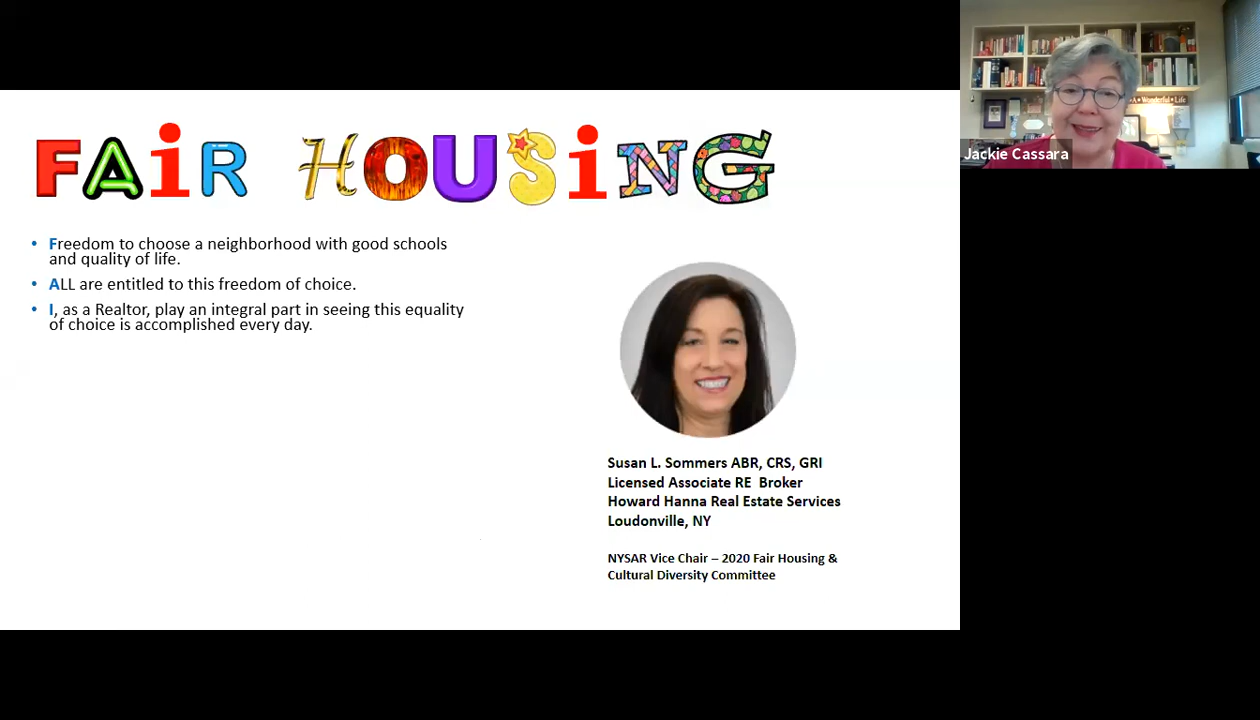 FAiR HOUSiNG
Jackie Cassara
• Freedom to choose a neighborhood with good schools
and quality of life.
• ALL are entitled to this freedom of choice.
• I, as a Realtor, play an integral part in seeing this equality
of choice is accomplished every day.
Susan L. Sommers ABR, CRS, GRI
Licensed Associate RE Broker
Howard Hanna Real Estate Services
Loudonville, NY
NYSAR Vice Chair – 2020 Fair Housing &
Cultural Diversity Committee